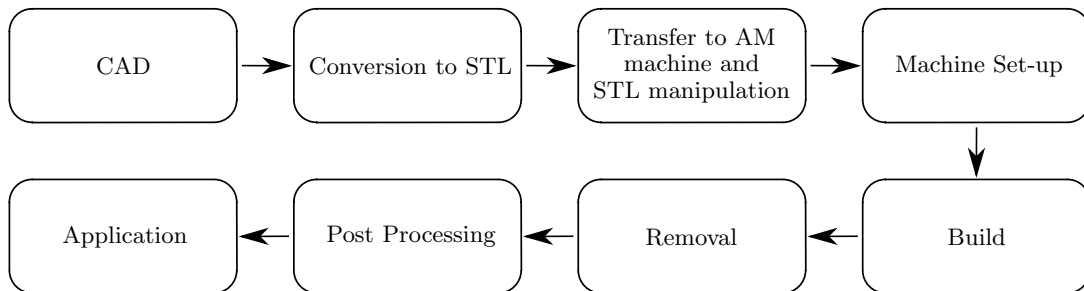 CAD
Conversion to STL
Transfer to AM
machine and
STL manipulation
Machine Set-up
Build
Removal
Post Processing
Application